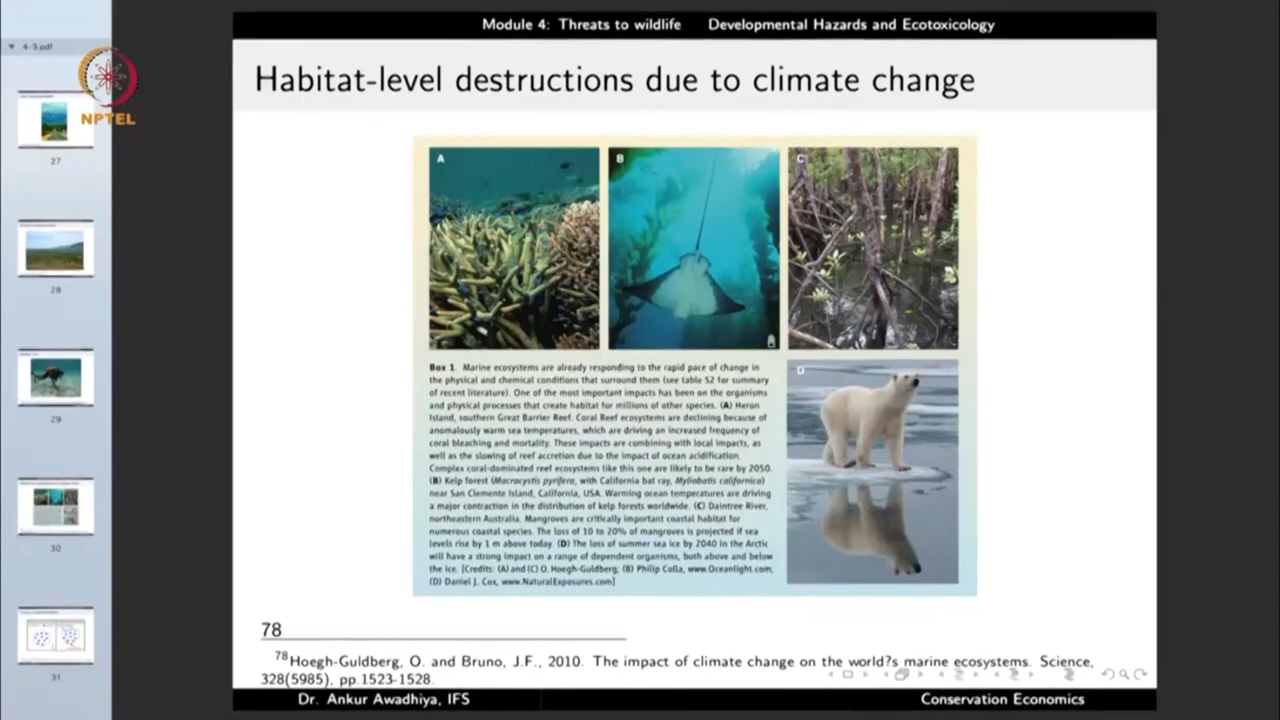 Module 4: Threats to wildlife Developmental Hazards and Ecotoxicology
4-3.pdf
NPTEL
27
28
29
30
31
Habitat-level destructions due to climate change
A
B
C
D
Box 1. Marine ecosystems are already responding to the rapid pace of change in
the physical and chemical conditions that surround them (see table S2 for summary
of recent literature). One of the most important impacts has been on the organisms
and physical processes that create habitat for millions of other species. (A) Heron
Island, southern Great Barrier Reef. Coral Reef ecosystems are declining because of
anomalously warm sea temperatures, which are driving an increased frequency of
coral bleaching and mortality. These impacts are combining with local impacts, as
well as the slowing of reef accretion due to the impact of ocean acidification.
Complex coral-dominated reef ecosystems like this one are likely to be rare by 2050.
(B) Kelp forest (Macrocystis pyrifera, with California bat ray, Myliobatis californica)
near San Clemente Island, California, USA. Warming ocean temperatures are driving
a major contraction in the distribution of kelp forests worldwide. (C) Daintree River,
northeastern Australia. Mangroves are critically important coastal habitat for
numerous coastal species. The loss of 10 to 20% of mangroves is projected if sea
levels rise by 1 m above today. (D) The loss of summer sea ice by 2040 in the Arctic
will have a strong impact on a range of dependent organisms, both above and below
the ice. [Credits: (A) and (C) O. Hoegh-Guldberg; (B) Philip Colla, www.Oceanlight.com;
(D) Daniel J. Cox, www.NaturalExposures.com]
78
78Hoegh-Guldberg, O. and Bruno, J.F., 2010. The impact of climate change on the world?s marine ecosystems. Science,
328(5985), pp.1523-1528.
Dr. Ankur Awadhiya, IFS Conservation Economics